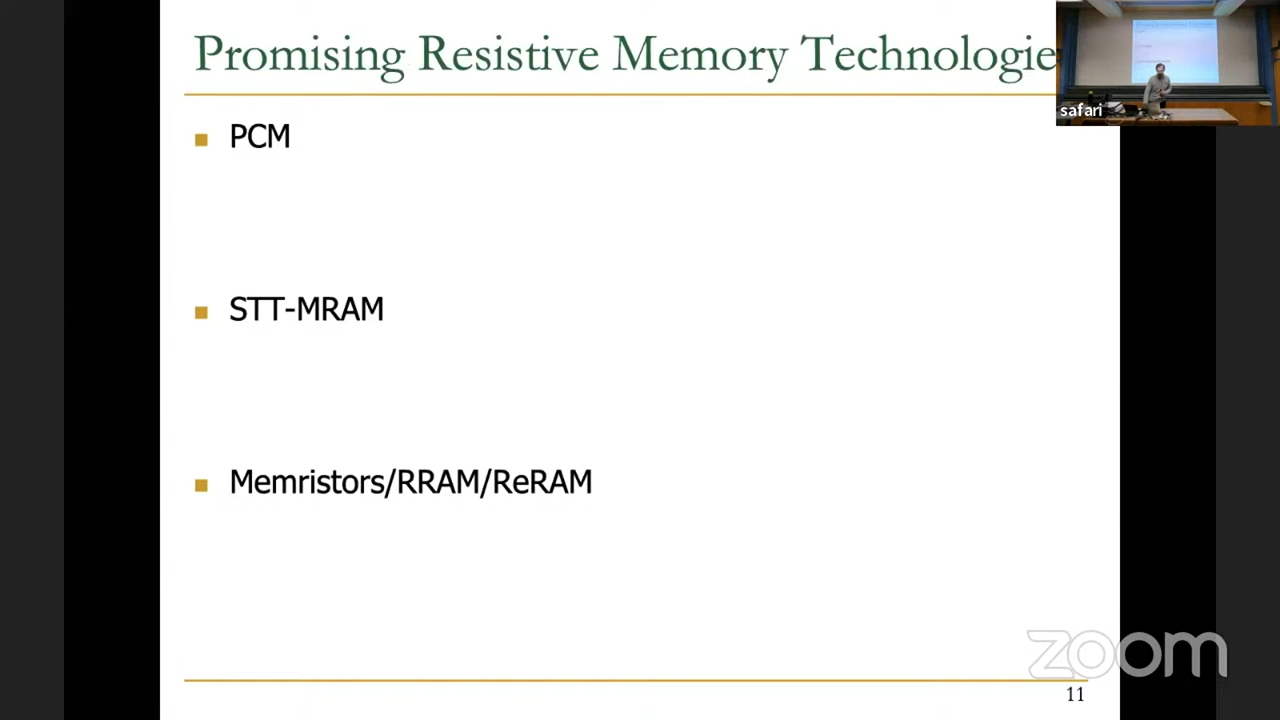 Promising Resistive Memory Technologie
safari
PCM
STT-MRAM
Memristors/RRAM/ReRAM
zoom
11